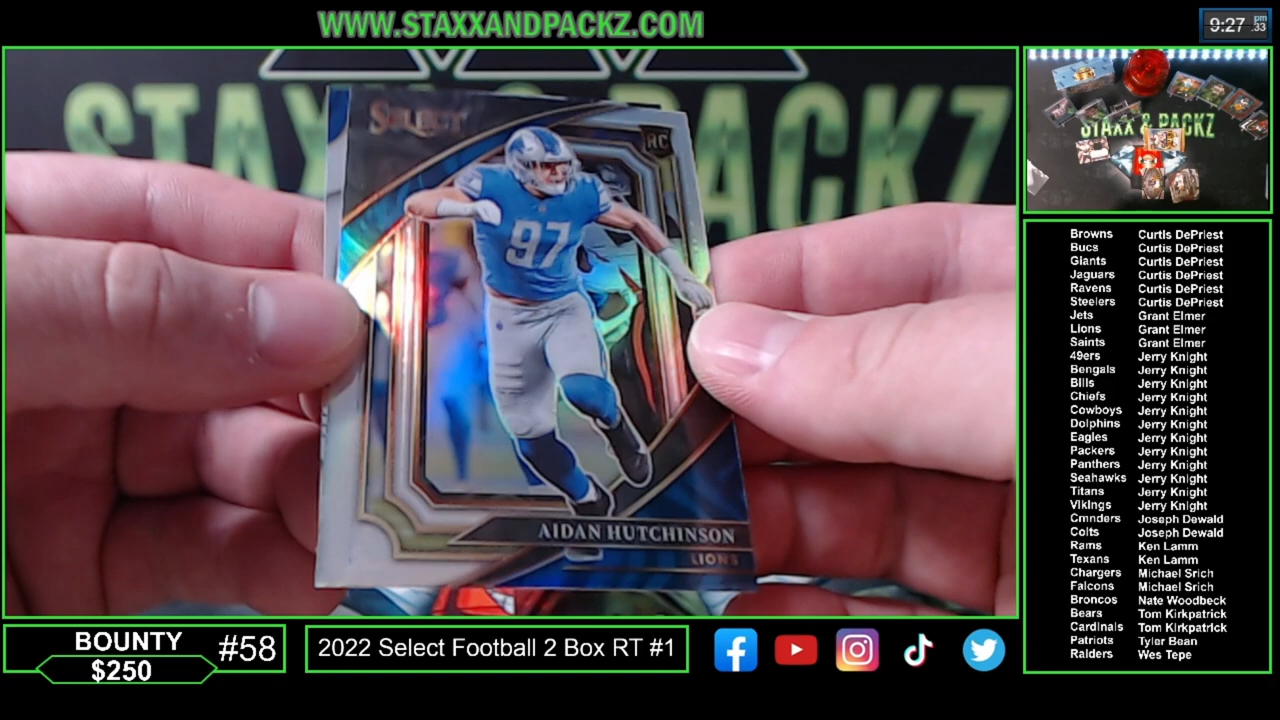 WWW.STAXXANDPACKZ.COM
9:27 pm .33
STAXX & PACKZ
SELECT
RC
97
AIDAN HUTCHINSON
LIONS
STAXX & PACKZ
Browns Curtis DePriest
Bucs Curtis DePriest
Giants Curtis DePriest
Jaguars Curtis DePriest
Ravens Curtis DePriest
Steelers Curtis DePriest
Jets Grant Elmer
Lions Grant Elmer
Saints Grant Elmer
49ers Jerry Knight
Bengals Jerry Knight
Bills Jerry Knight
Chiefs Jerry Knight
Cowboys Jerry Knight
Dolphins Jerry Knight
Eagles Jerry Knight
Packers Jerry Knight
Panthers Jerry Knight
Seahawks Jerry Knight
Titans Jerry Knight
Vikings Jerry Knight
Cmnders Joseph Dewald
Colts Joseph Dewald
Rams Ken Lamm
Texans Ken Lamm
Chargers Michael Srich
Falcons Michael Srich
Broncos Nate Woodbeck
Bears Tom Kirkpatrick
Cardinals Tom Kirkpatrick
Patriots Tyler Bean
Raiders Wes Tepe
BOUNTY
$250
#58
2022 Select Football 2 Box RT #1